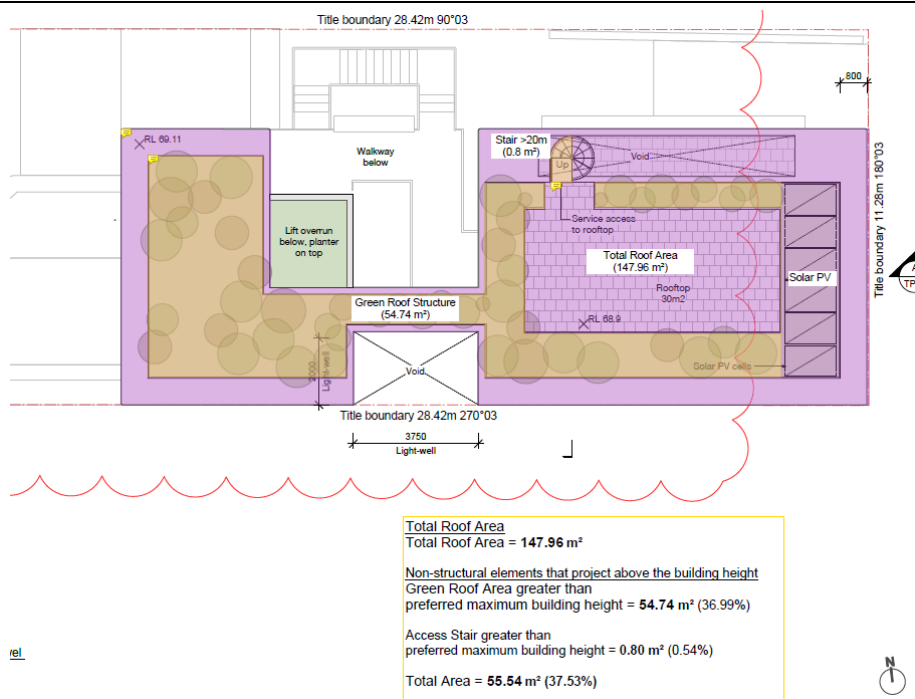 Title boundary 28.42m 90°03
800
RL 69.11
Walkway
below
Stair >20m
(0.8 m²)
Up
Void
Service access
to rooftop
Lift overrun
below, planter
on top
Total Roof Area
(147.96 m²)
Rooftop
30m2
Solar PV
Title boundary 11.28m 180°03
A
TP
Green Roof Structure
(54.74 m²)
RL 68.9
2000
Light-well
Void
Solar PV cells
Title boundary 28.42m 270°03
3750
Light-well
Total Roof Area
Total Roof Area = 147.96 m²
Non-structural elements that project above the building height
Green Roof Area greater than
preferred maximum building height = 54.74 m² (36.99%)
Access Stair greater than
preferred maximum building height = 0.80 m² (0.54%)
Total Area = 55.54 m² (37.53%)
vel
N